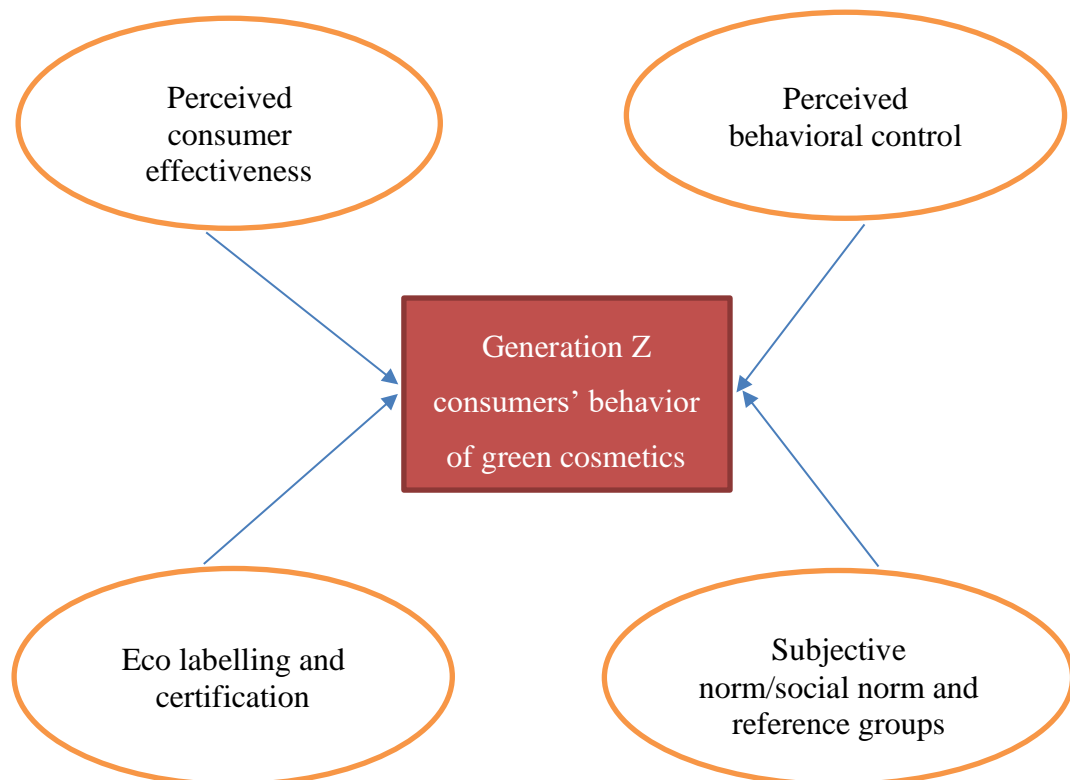 Perceived
consumer
effectiveness
Perceived
behavioral control
Generation Z
consumers’ behavior
of green cosmetics
Eco labelling and
certification
Subjective
norm/social norm and
reference groups